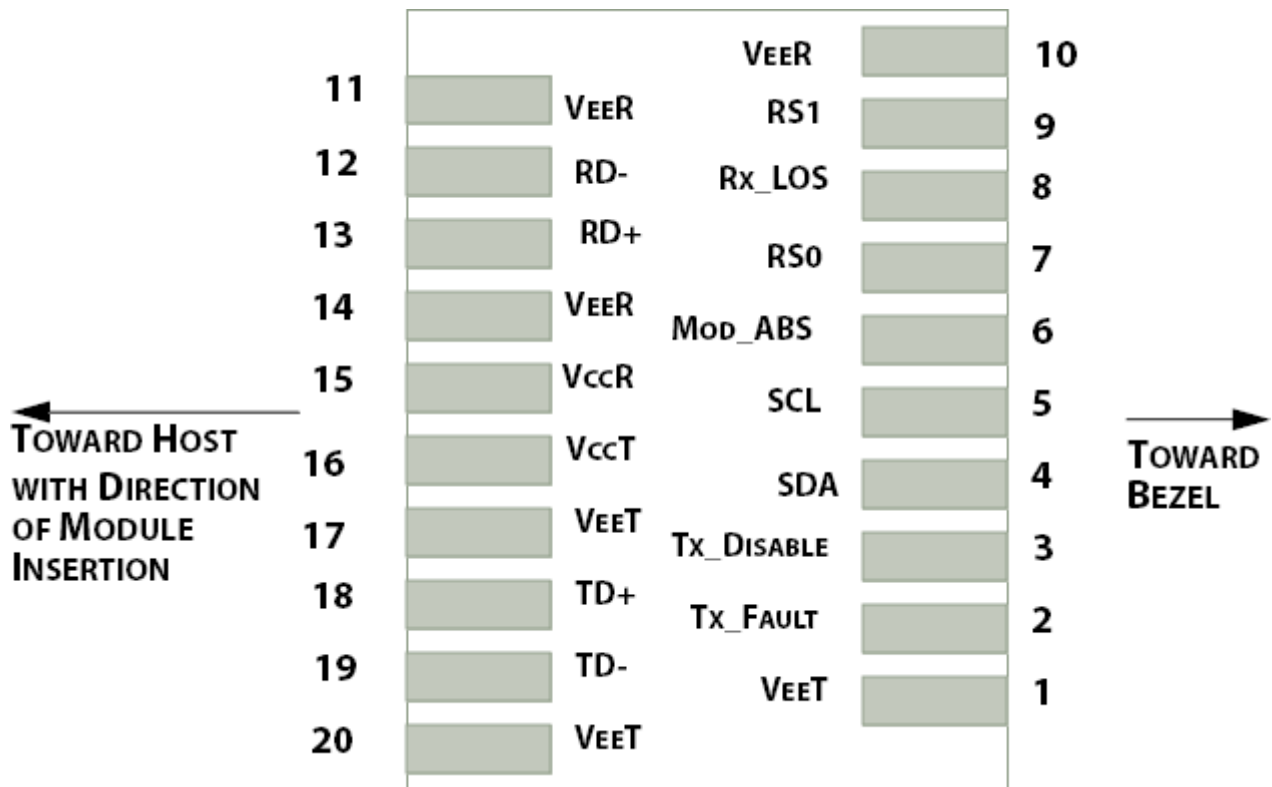 VEER 10
11 VEER
RS1 9
12 RD-
Rx_LOS 8
13 RD+
RS0 7
14 VEER
Mod_ABS 6
15 VccR
SCL 5
16 VccT
SDA 4
17 VEET
Tx_Disable 3
18 TD+
Tx_Fault 2
19 TD-
VEET 1
20 VEET
Toward Host
with Direction
of Module
Insertion
Toward
Bezel